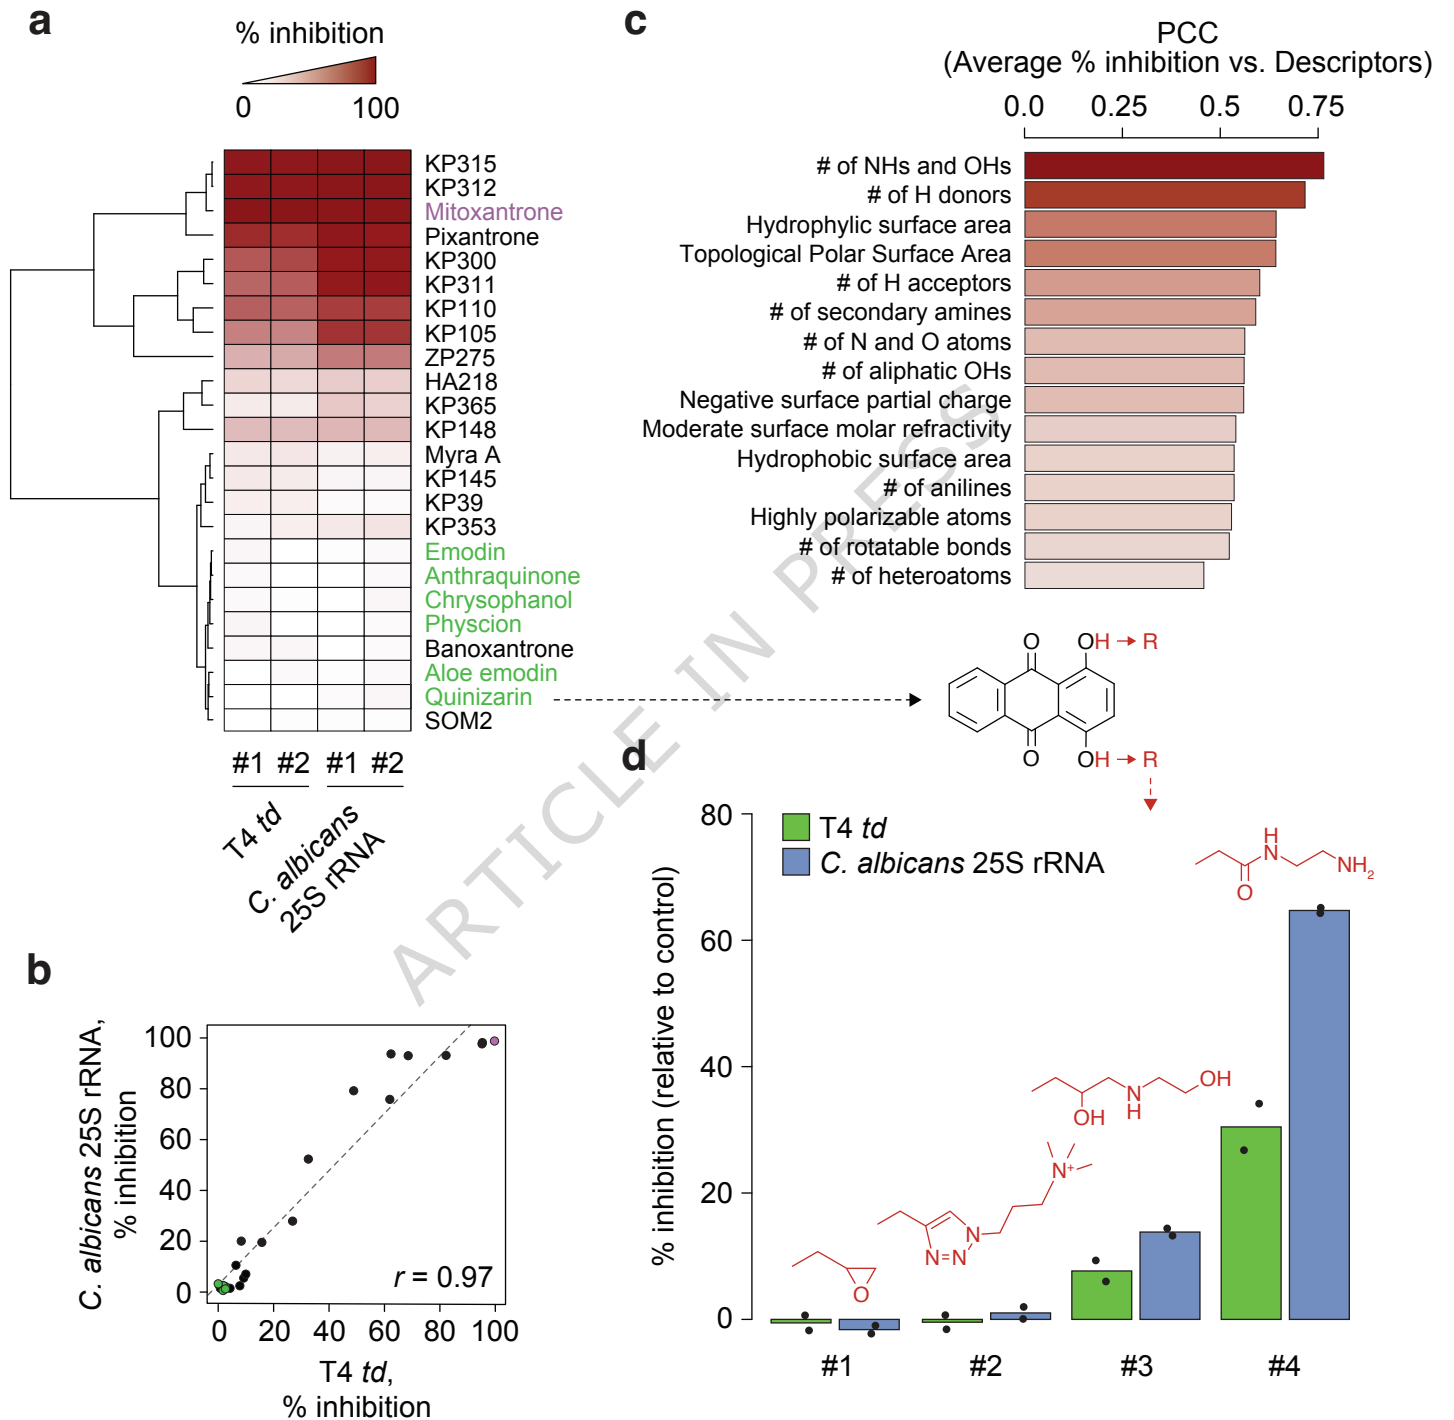 a
% inhibition
0 100
KP315
KP312
Mitoxantrone
Pixantrone
KP300
KP311
KP110
KP105
ZP275
HA218
KP365
KP148
Myra A
KP145
KP39
KP353
Emodin
Anthraquinone
Chrysophanol
Physcion
Banoxantrone
Aloe emodin
Quinizarin
SOM2
#1 #2 #1 #2
T4 td
C. albicans
25S rRNA
b
C. albicans 25S rRNA,
% inhibition
100
80
60
40
20
0
r = 0.97
0 20 40 60 80 100
T4 td,
% inhibition
c
PCC
(Average % inhibition vs. Descriptors)
0.0 0.25 0.5 0.75
# of NHs and OHs
# of H donors
Hydrophylic surface area
Topological Polar Surface Area
# of H acceptors
# of secondary amines
# of N and O atoms
# of aliphatic OHs
Negative surface partial charge
Moderate surface molar refractivity
Hydrophobic surface area
# of anilines
Highly polarizable atoms
# of rotatable bonds
# of heteroatoms
O OH → R
O OH → R
d
% inhibition (relative to control)
80
60
40
20
0
T4 td
C. albicans 25S rRNA
O
N=N
N
N+
OH
N
H
OH
O
H
N
NH2
#1 #2 #3 #4
ARTICLE IN PRESS